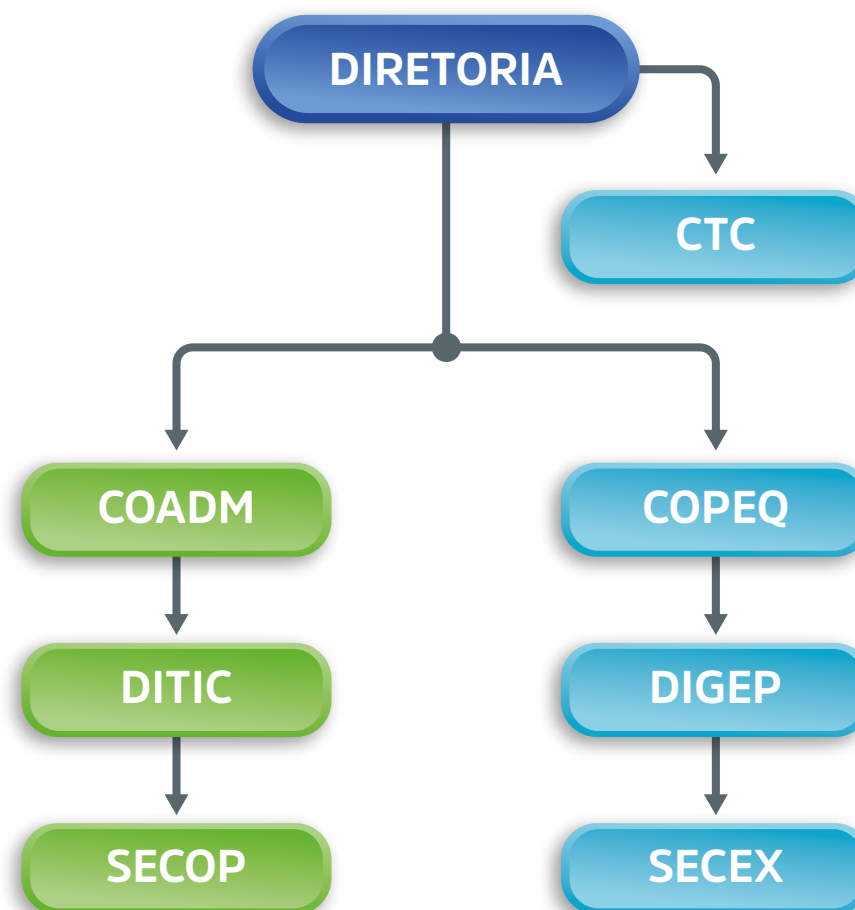 DIRETORIA
CTC
COADM
COPEQ
DITIC
DIGEP
SECOP
SECEX